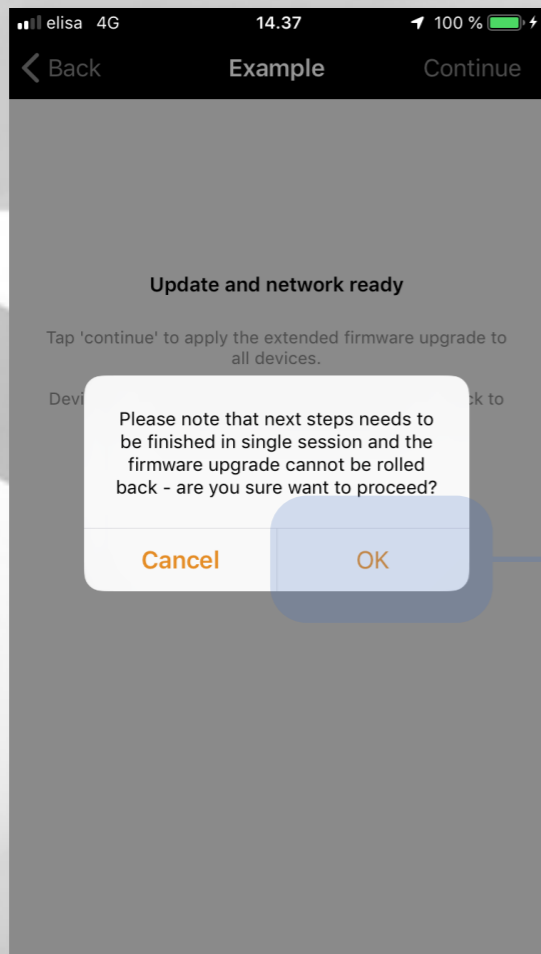 elisa 4G 14.37 100 %
Back Example Continue
Update and network ready
Tap 'continue' to apply the extended firmware upgrade to
all devices.
to
Please note that next steps needs to
be finished in single session and the
firmware upgrade cannot be rolled
back - are you sure want to proceed?
Cancel OK